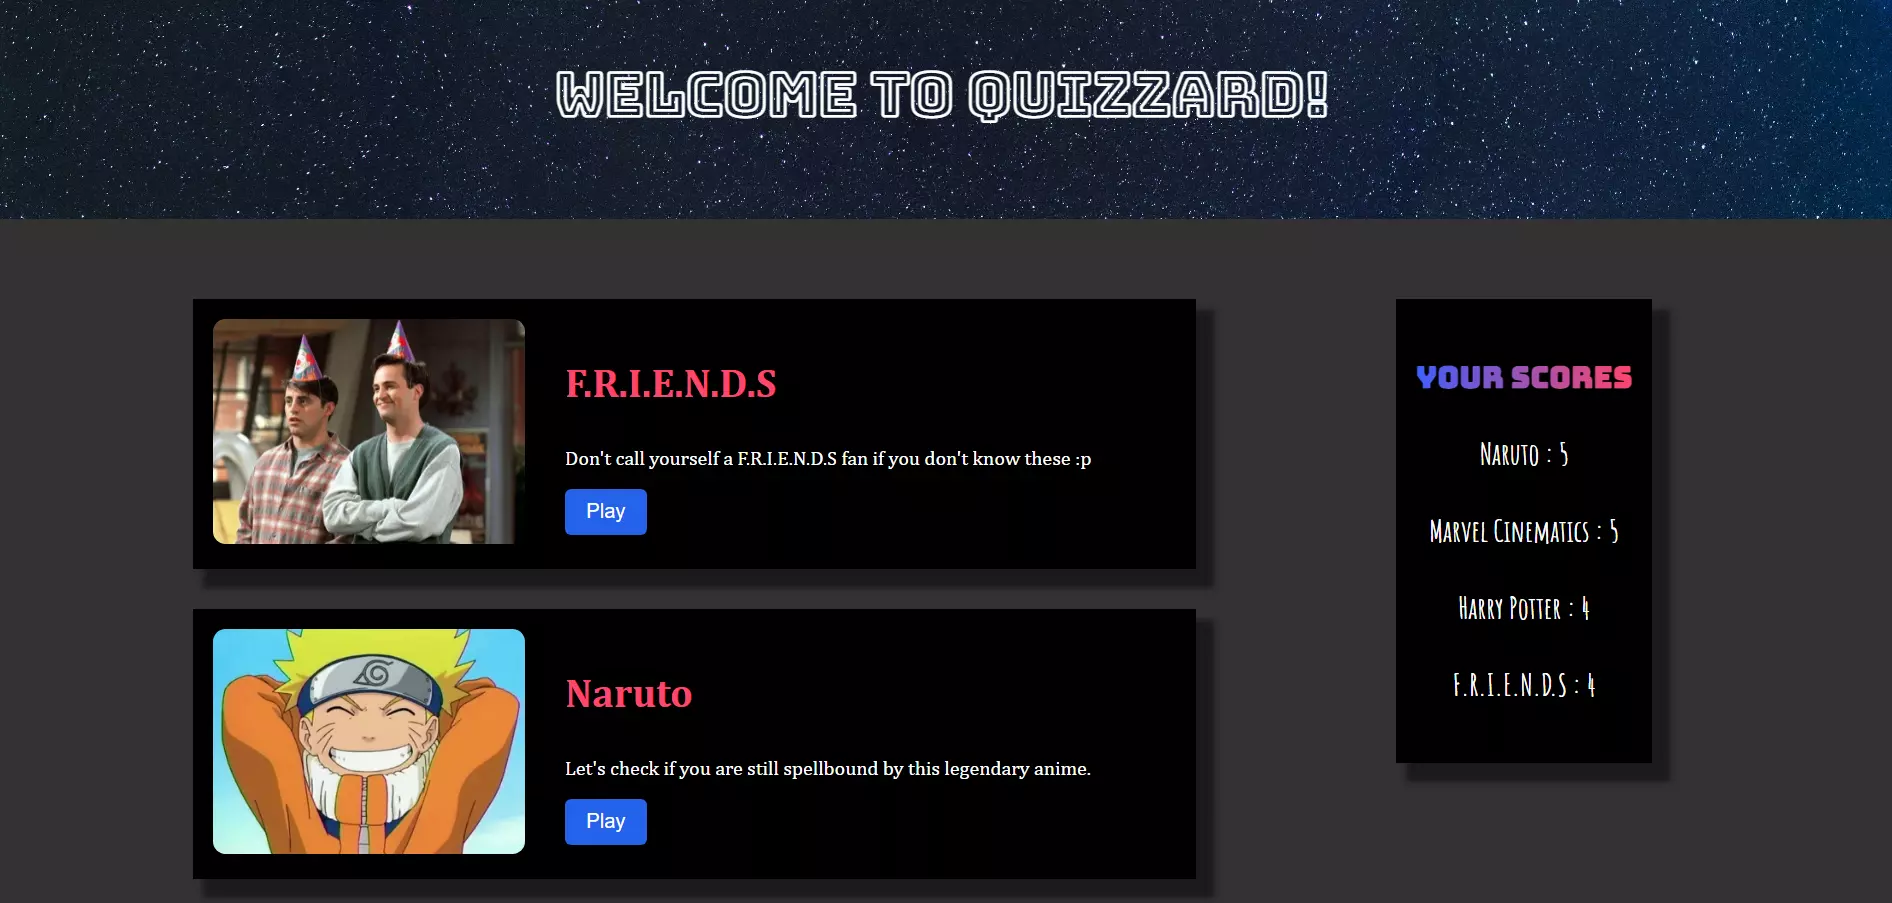 WELCOME TO QUIZZARD!
F.R.I.E.N.D.S
Don't call yourself a F.R.I.E.N.D.S fan if you don't know these :p
Play
Naruto
Let's check if you are still spellbound by this legendary anime.
Play
YOUR SCORES
Naruto : 5
Marvel Cinematics : 5
Harry Potter : 4
F.R.I.E.N.D.S : 4